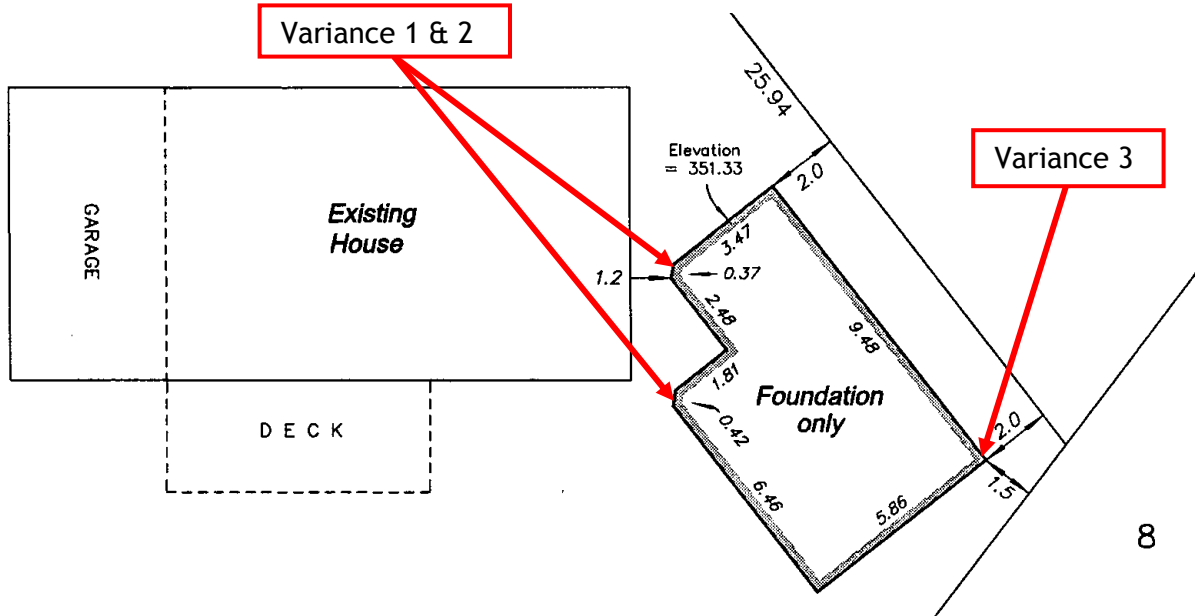 Variance 1 & 2
25.94
Variance 3
Elevation
= 351.33
2.0
GARAGE
Existing
House
3.47
1.2
0.37
2.48
9.48
1.81
Foundation
only
0.42
DECK
2.0
6.46
5.86
1.5
8